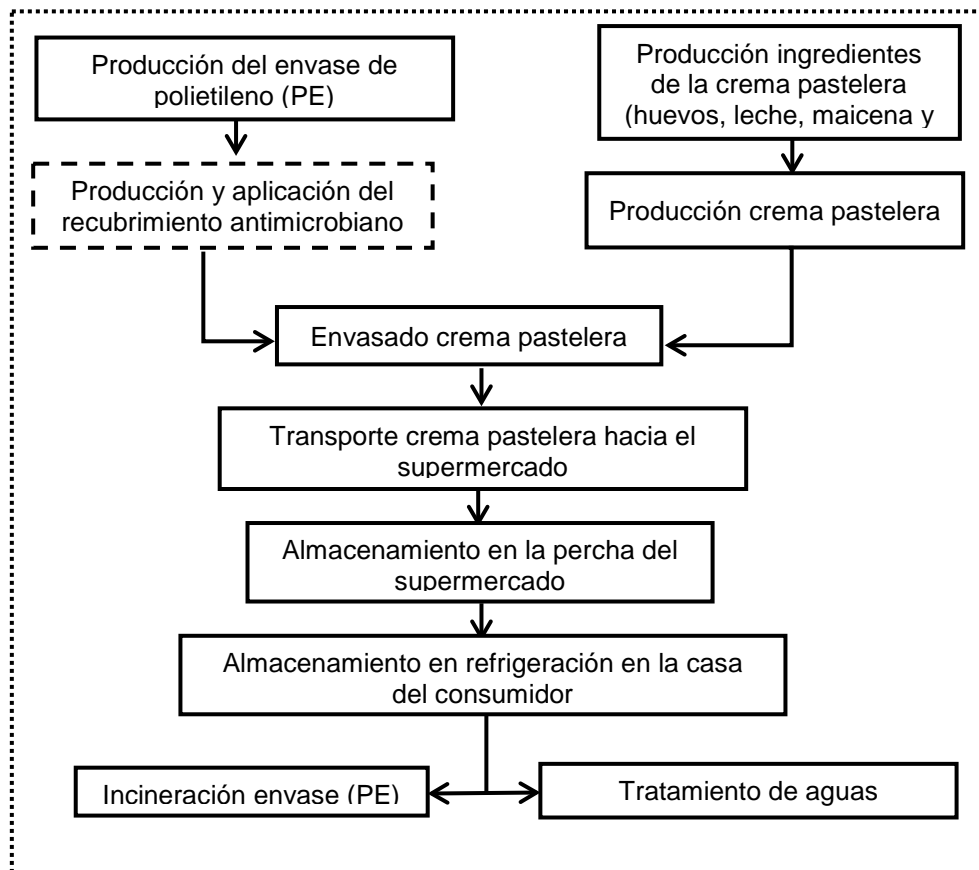 Producción del envase de
polietileno (PE)
Producción ingredientes
de la crema pastelera
(huevos, leche, maicena y
Producción y aplicación del
recubrimiento antimicrobiano
Producción crema pastelera
Envasado crema pastelera
Transporte crema pastelera hacia el
supermercado
Almacenamiento en la percha del
supermercado
Almacenamiento en refrigeración en la casa
del consumidor
Incineración envase (PE)
Tratamiento de aguas